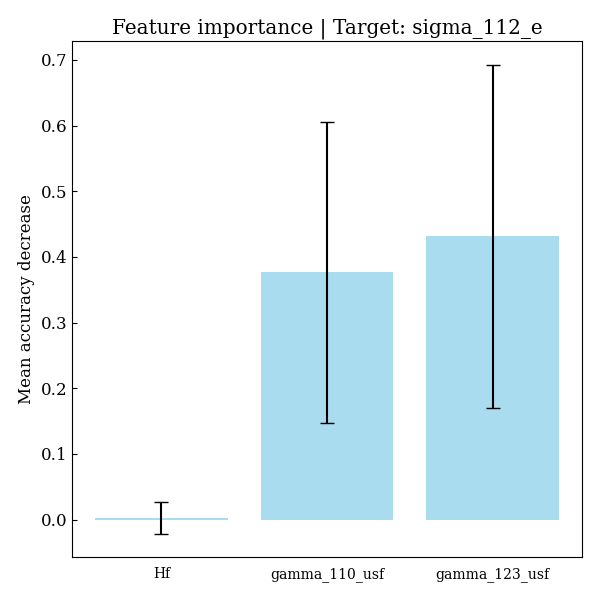 Feature importance | Target: sigma_112_e
Mean accuracy decrease
0.7
0.6
0.5
0.4
0.3
0.2
0.1
0.0
Hf
gamma_110_usf
gamma_123_usf